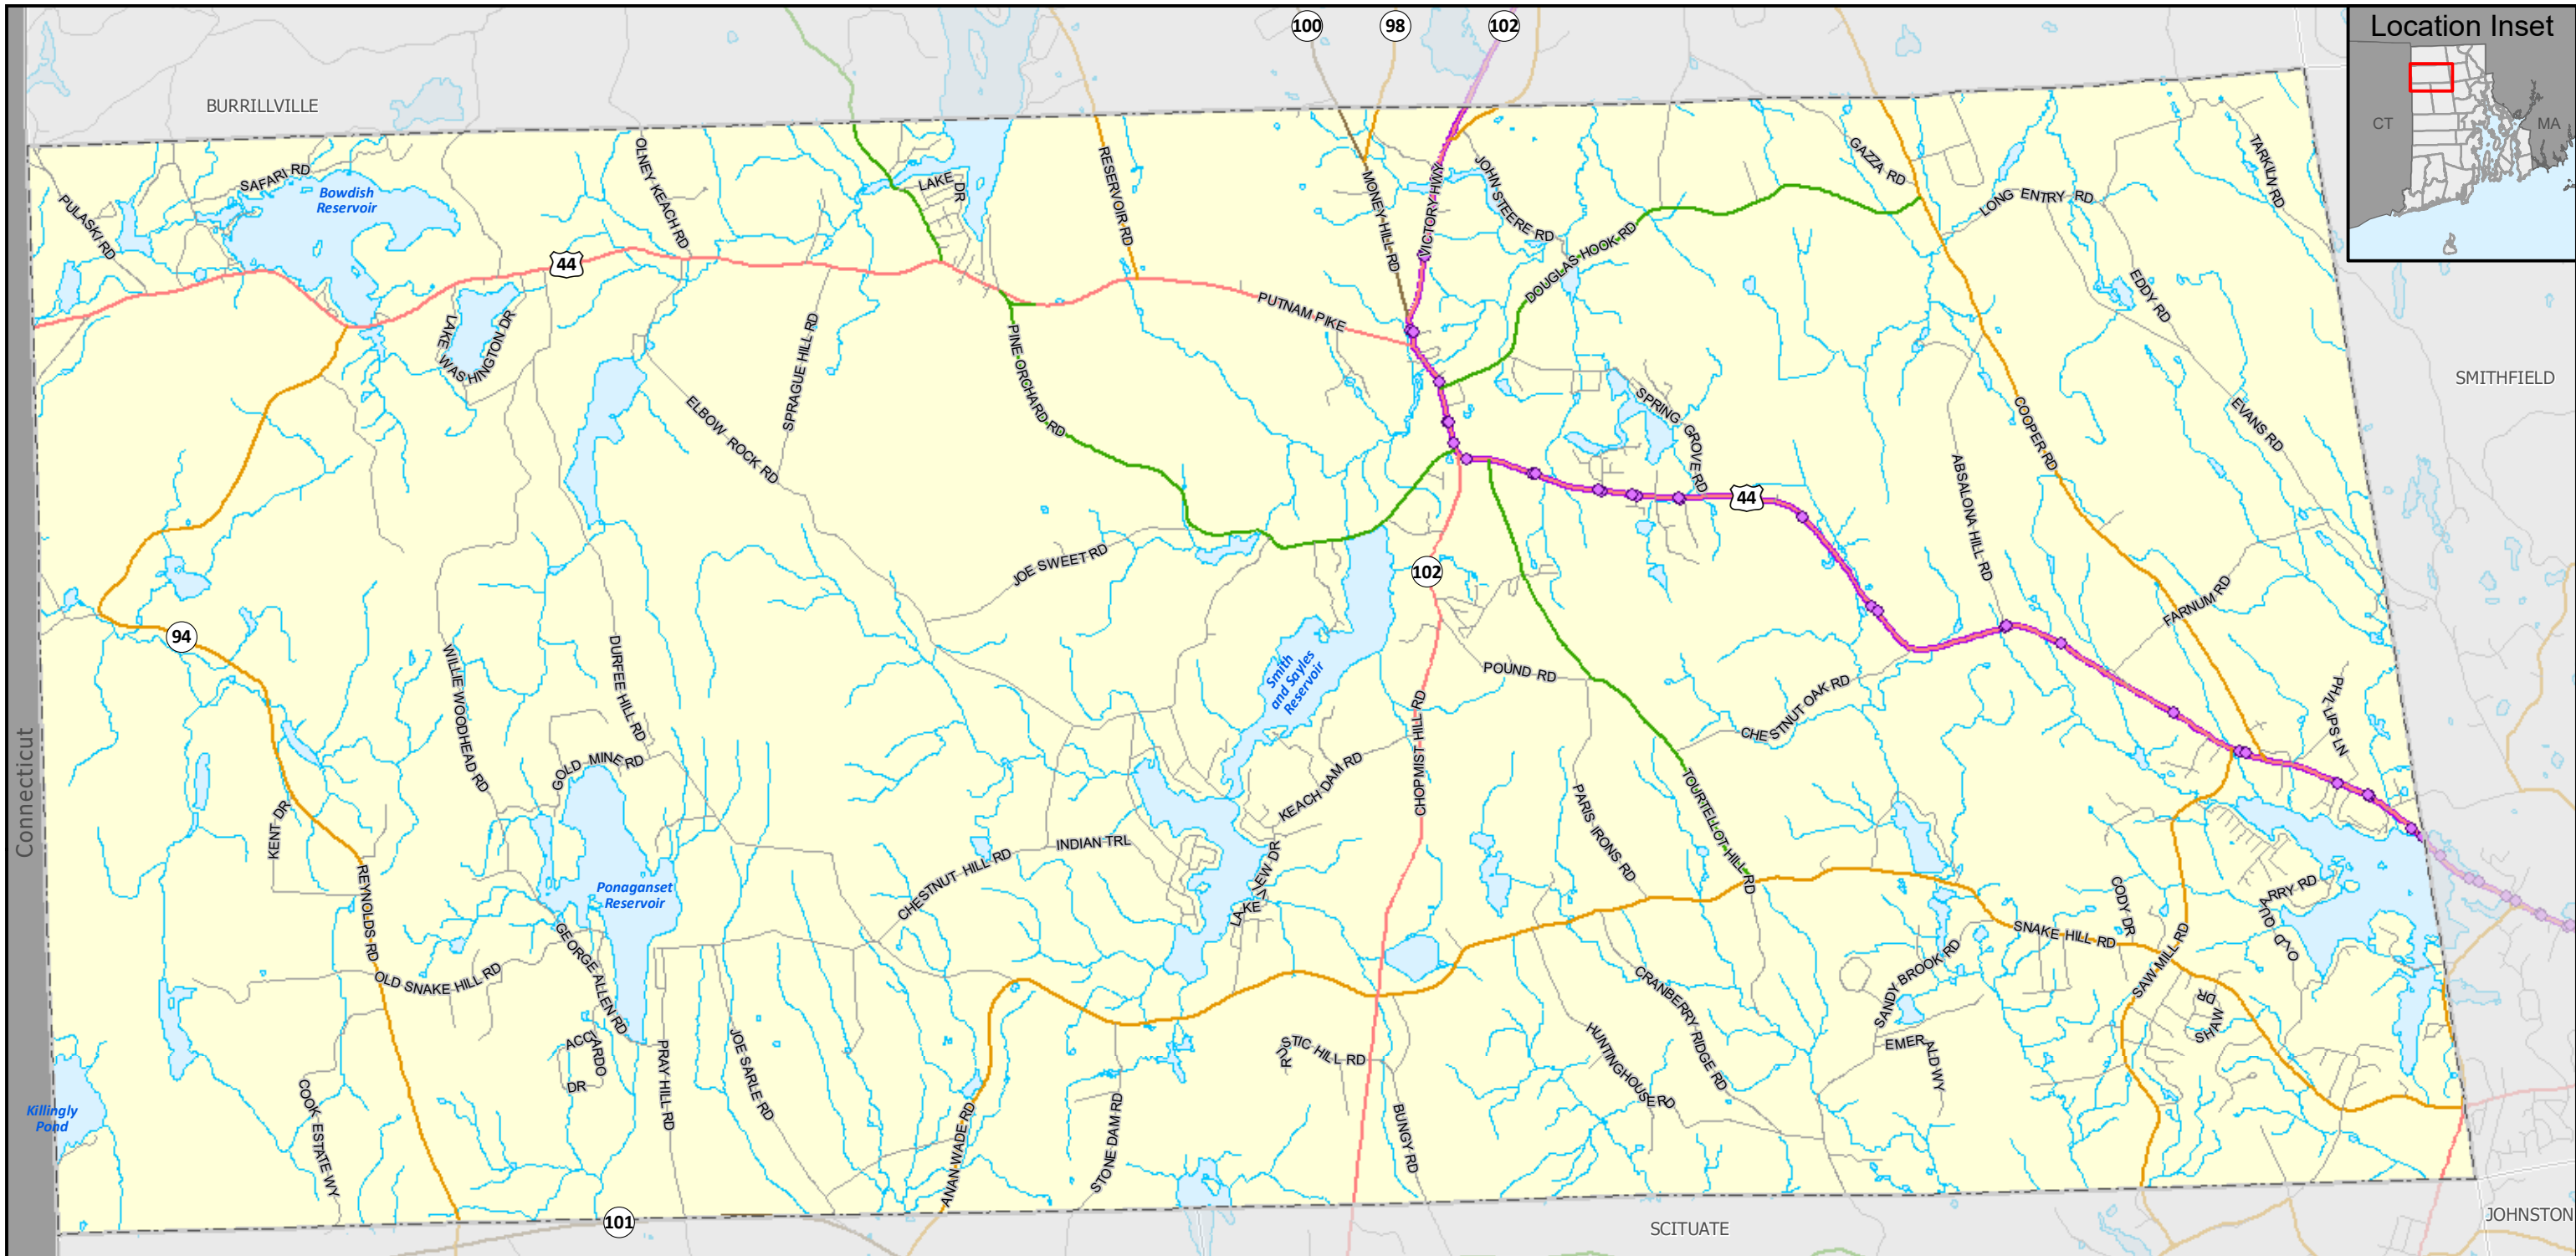 100
98
102
Location Inset
CT
MA
BURRILLVILLE
SMITHFIELD
Connecticut
SCITUATE
JOHNSTON
SAFARI RD
Bowdish
Reservoir
PULASKI RD
OLNEY KEACH RD
LAKE DR
RESERVOIR RD
MONEY HILL RD
VICTORY HWY
JOHN STEERE RD
GAZZA RD
LONG ENTRY RD
TARKLN RD
44
DOUGLAS HOOK RD
EDDY RD
PUTNAM PIKE
LAKE WASHINGTON DR
SPRAGUE HILL RD
PINE ORCHARD RD
ELBOW ROCK RD
SPRING GROVE RD
COOPER RD
EVANS RD
ABSALONA HILL RD
44
JOE SWEET RD
102
FARNUM RD
94
WILLIE WOODHEAD RD
DURFEE HILL RD
Smith
and Sayles
Reservoir
POUND RD
CHESTNUT OAK RD
PHILLIPS LN
CHOPMIST HILL RD
GOLD MINE RD
KEACH DAM RD
PARIS IRONS RD
TOURTELLOT HILL RD
KENT DR
INDIAN TRL
CHESTNUT HILL RD
LAKE VIEW DR
REYNOLDS RD
Ponaganset
Reservoir
CODY DR
ARRY RD
OLD QU
SNAKE HILL RD
SAW MILL RD
OLD SNAKE HILL RD
GEORGE ALLEN RD
SANDY BROOK RD
CRANBERRY RIDGE RD
SHAW DR
ACCARDO DR
RUSTIC HILL RD
HUNTINGHOUSE RD
EMERALD WY
Killingly
Pond
COOK ESTATE WY
PRAY HILL RD
JOE SARLE RD
ANAN WADE RD
STONE DAM RD
BUNGY RD
101